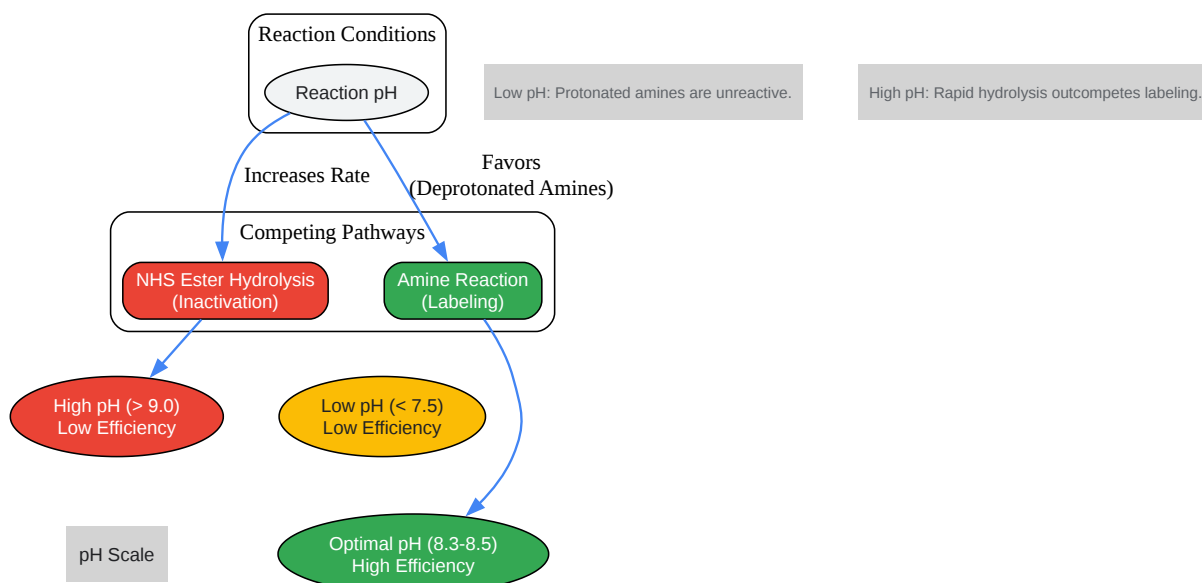 Reaction Conditions
Reaction pH
Low pH: Protonated amines are unreactive.
High pH: Rapid hydrolysis outcompetes labeling.
Increases Rate
Favors
(Deprotonated Amines)
Competing Pathways
NHS Ester Hydrolysis
(Inactivation)
Amine Reaction
(Labeling)
High pH (> 9.0)
Low Efficiency
Low pH (< 7.5)
Low Efficiency
pH Scale
Optimal pH (8.3-8.5)
High Efficiency